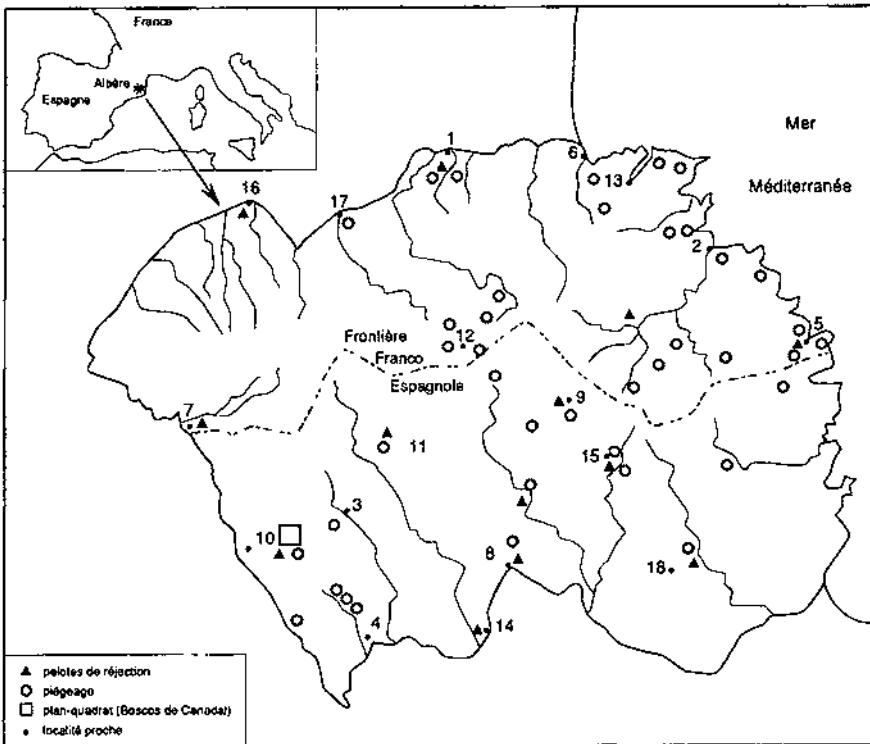 France
Albère
Espagne
Mer
Méditerranée
1
6
13
16
17
2
5
12
Frontière
Franco
Espagnole
9
7
11
15
3
10
8
18
4
14
pelotes de réjection
piégeago
plan-quadrat (Boscos de Canadal)
localité proche